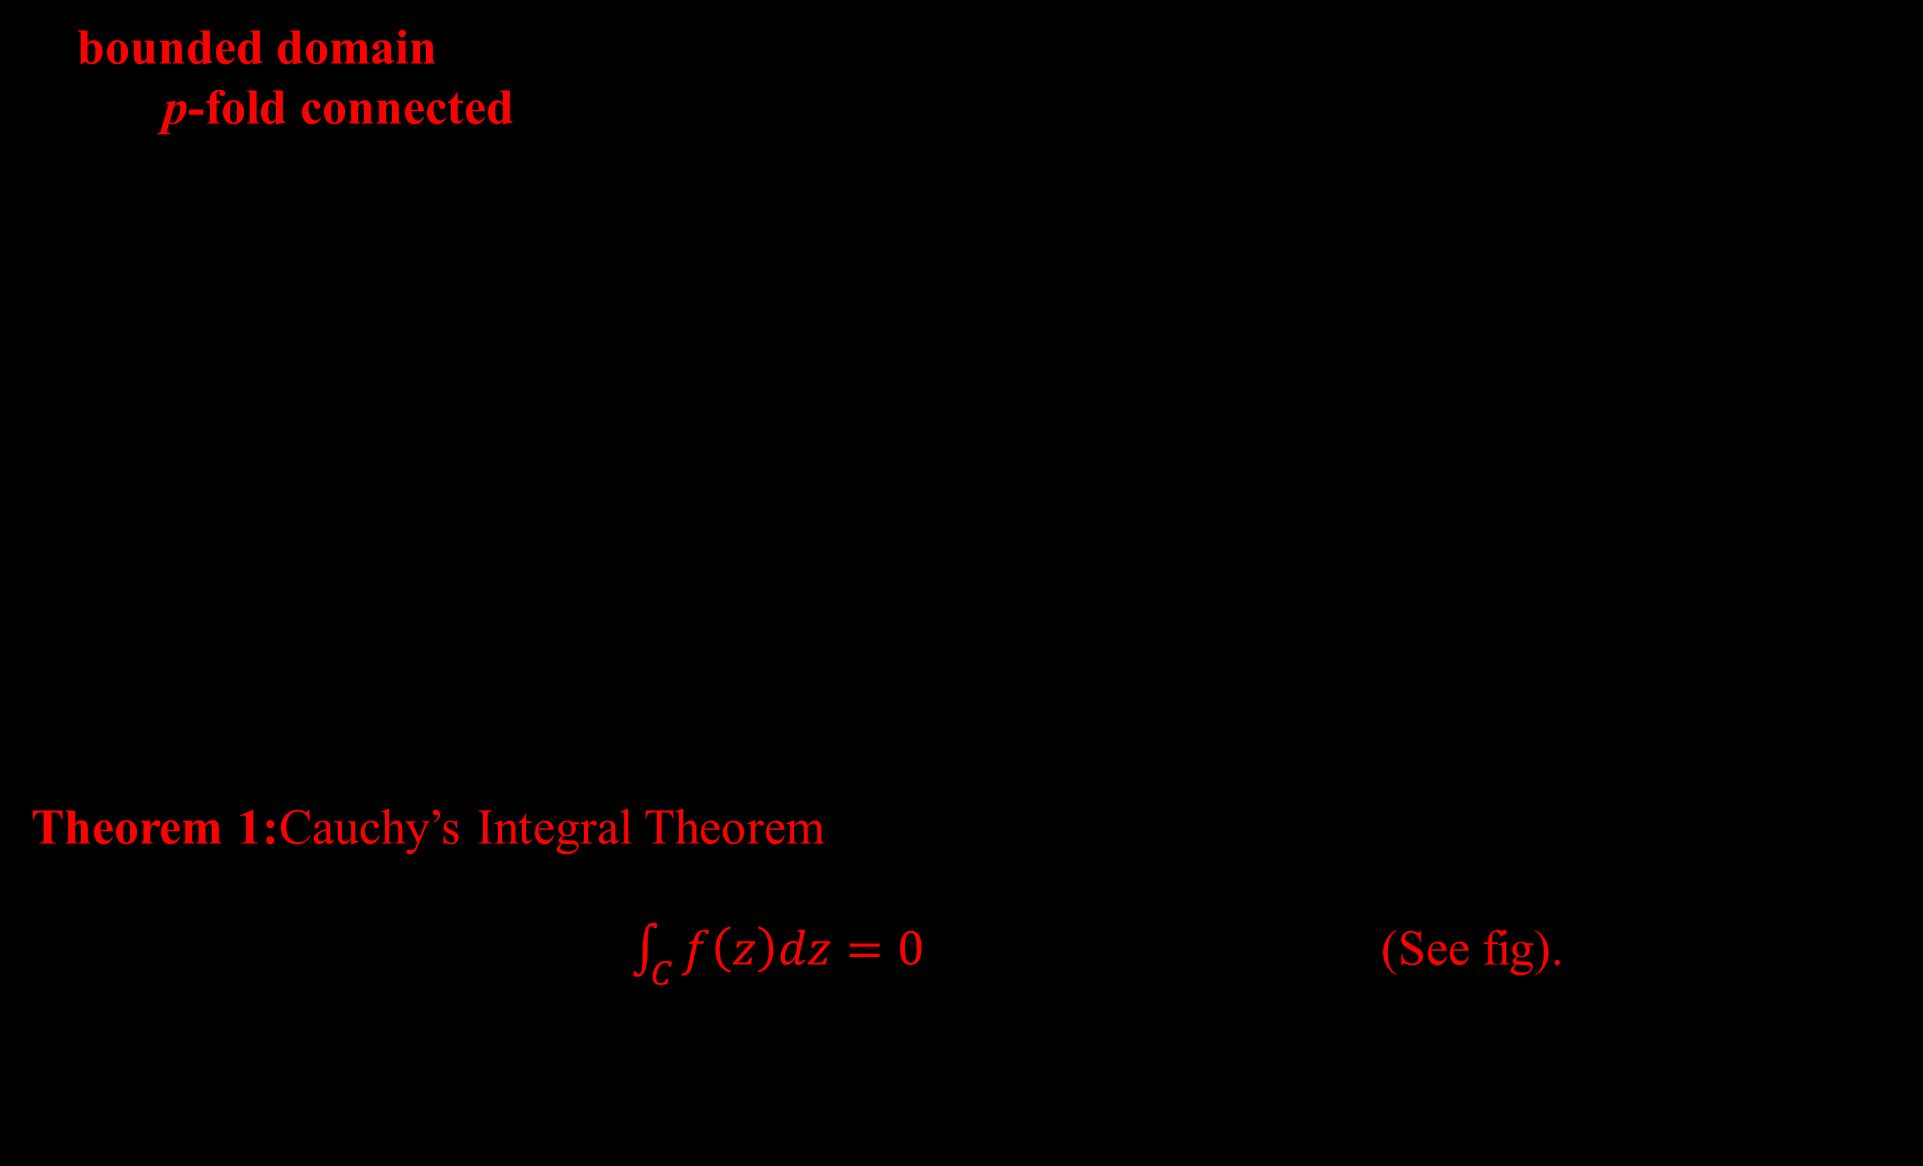 bounded domain
p-fold connected
Theorem 1:Cauchy’s Integral Theorem
∫_C f(z)dz = 0 (See fig).